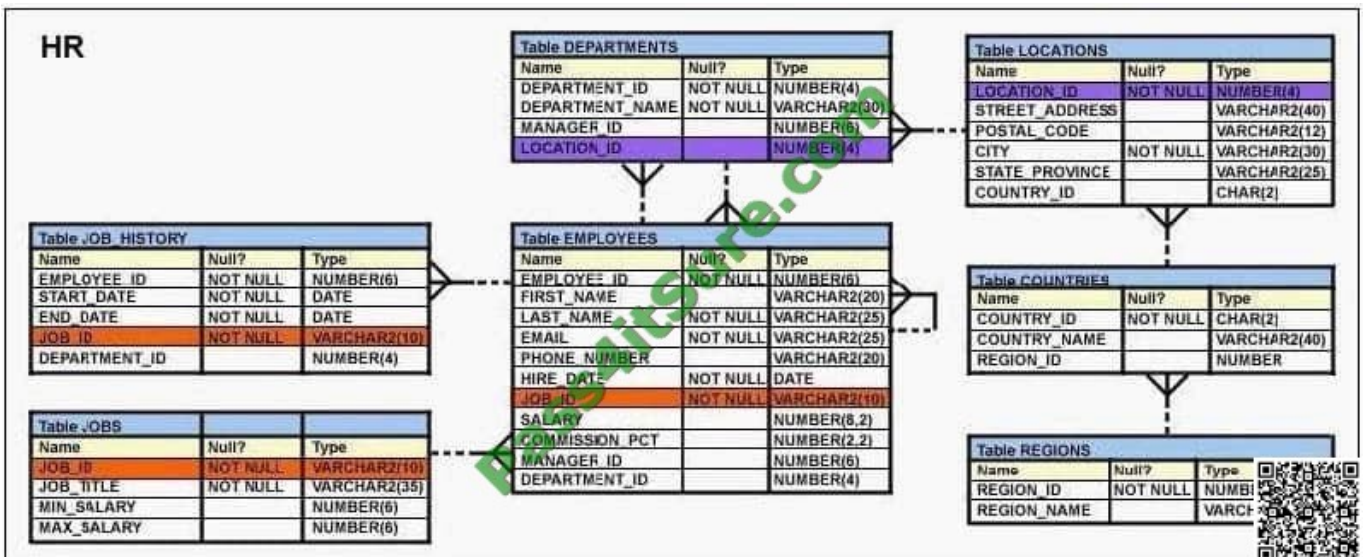 HR
Table DEPARTMENTS
Name Null? Type
DEPARTMENT_ID NOT NULL NUMBER(4)
DEPARTMENT_NAME NOT NULL VARCHAR2(30)
MANAGER_ID NUMBER(6)
LOCATION_ID NUMBER(4)
Table LOCATIONS
Name Null? Type
LOCATION_ID NOT NULL NUMBER(4)
STREET_ADDRESS VARCHAR2(40)
POSTAL_CODE VARCHAR2(12)
CITY NOT NULL VARCHAR2(30)
STATE_PROVINCE VARCHAR2(25)
COUNTRY_ID CHAR(2)
Table JOB_HISTORY
Name Null? Type
EMPLOYEE_ID NOT NULL NUMBER(6)
START_DATE NOT NULL DATE
END_DATE NOT NULL DATE
JOB_ID NOT NULL VARCHAR2(10)
DEPARTMENT_ID NUMBER(4)
Table EMPLOYEES
Name Null? Type
EMPLOYEE_ID NOT NULL NUMBER(6)
FIRST_NAME VARCHAR2(20)
LAST_NAME NOT NULL VARCHAR2(25)
EMAIL NOT NULL VARCHAR2(25)
PHONE_NUMBER VARCHAR2(20)
HIRE_DATE NOT NULL DATE
JOB_ID NOT NULL VARCHAR2(10)
SALARY NUMBER(8,2)
COMMISSION_PCT NUMBER(2,2)
MANAGER_ID NUMBER(6)
DEPARTMENT_ID NUMBER(4)
Table COUNTRIES
Name Null? Type
COUNTRY_ID NOT NULL CHAR(2)
COUNTRY_NAME VARCHAR2(40)
REGION_ID NUMBER
Table JOBS
Name Null? Type
JOB_ID NOT NULL VARCHAR2(10)
JOB_TITLE NOT NULL VARCHAR2(35)
MIN_SALARY NUMBER(6)
MAX_SALARY NUMBER(6)
Table REGIONS
Name Null? Type
REGION_ID NOT NULL
REGION_NAME
Pass4itSure.com